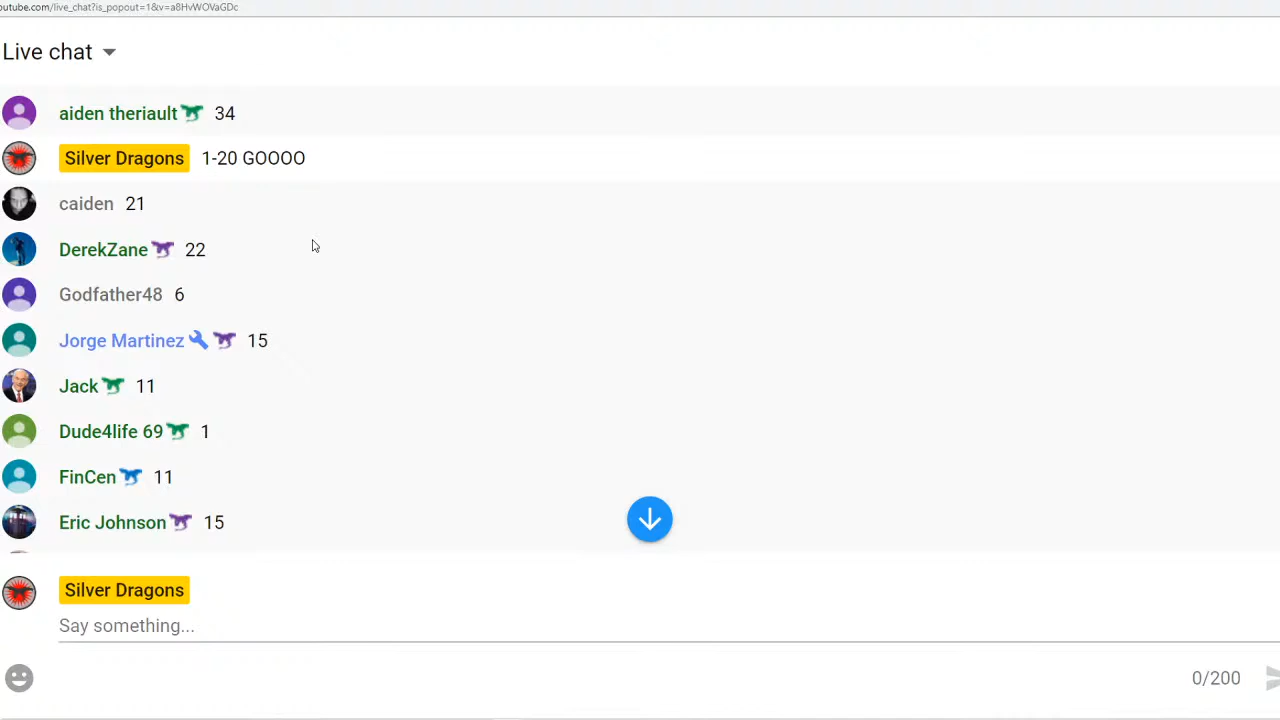 outube.com/live_chat?is_popout=1&v=a8HvWOVaGDc
Live chat
aiden theriault 34
Silver Dragons 1-20 GOOOO
caiden 21
DerekZane 22
Godfather48 6
Jorge Martinez 15
Jack 11
Dude4life 69 1
FinCen 11
Eric Johnson 15
Silver Dragons
Say something...
0/200